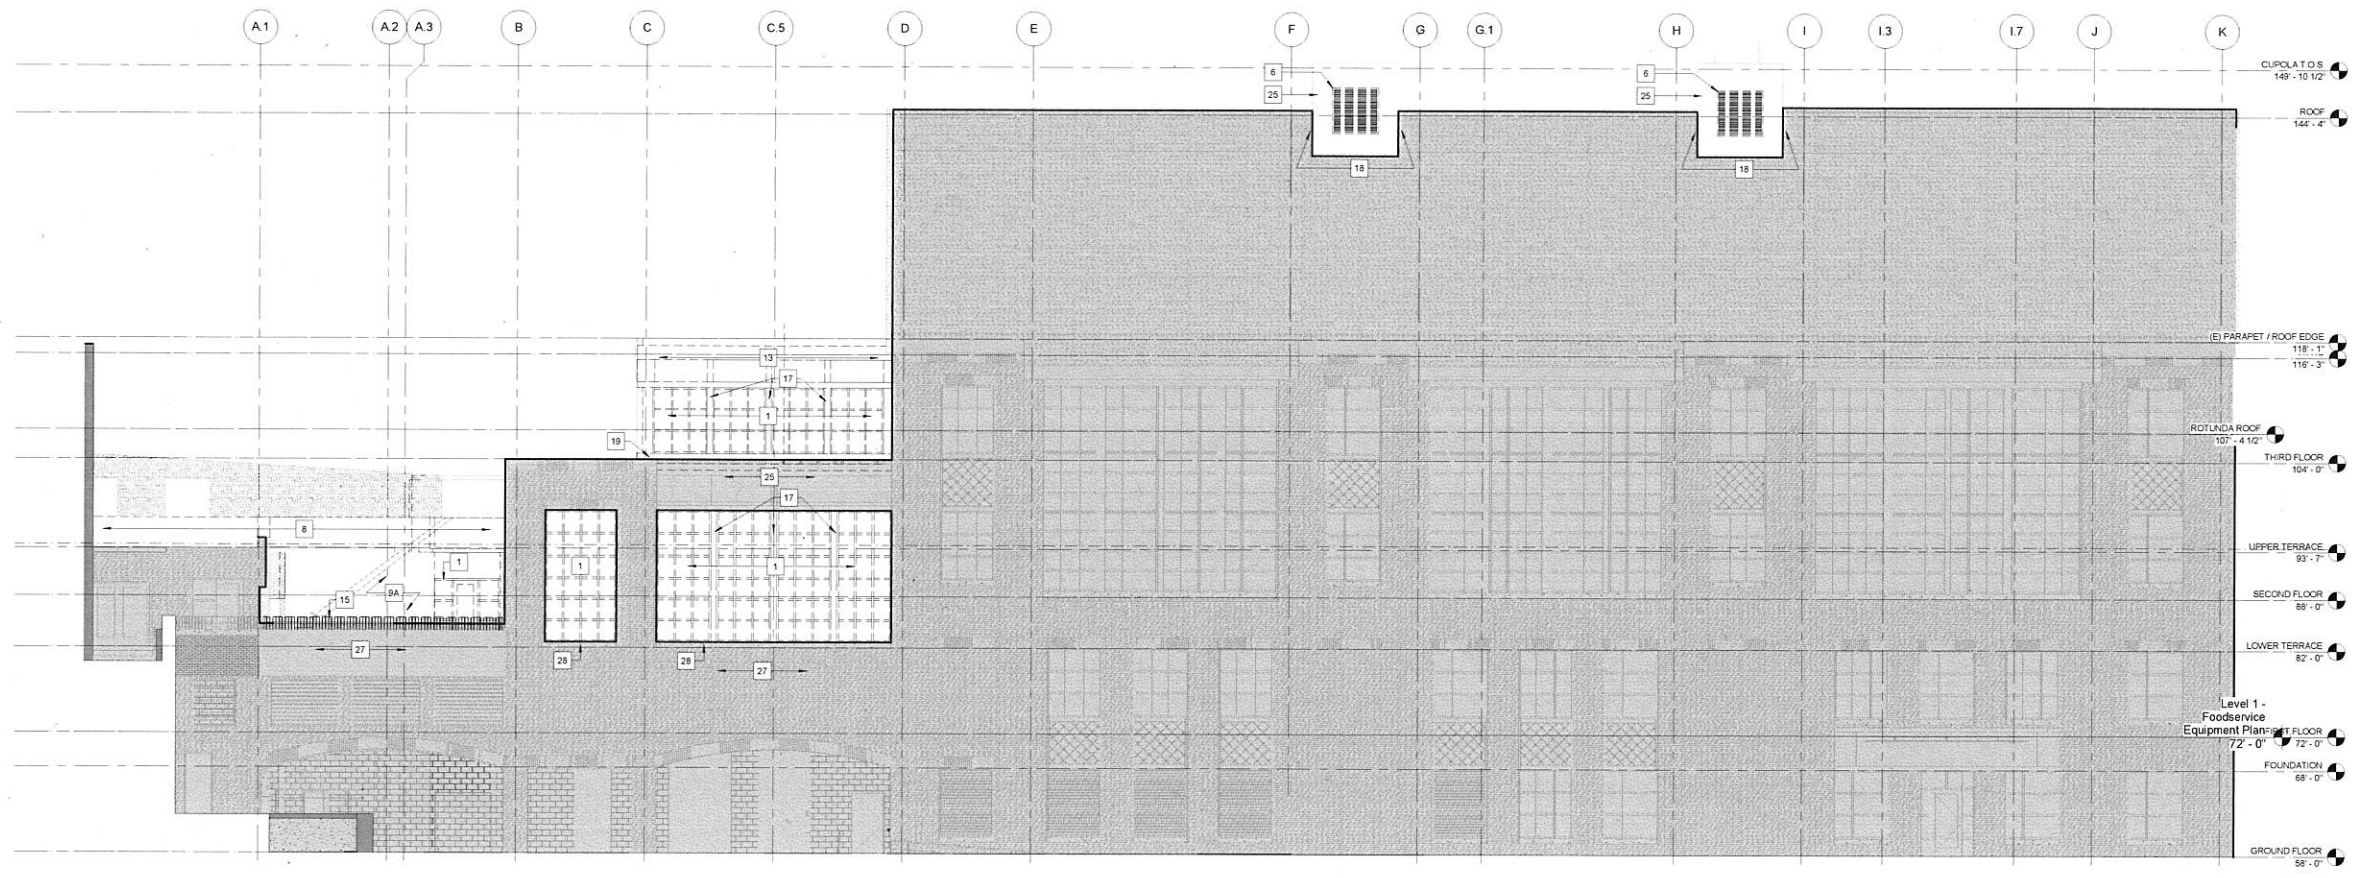 A.1 A.2 A.3 B C C.5 D E F G G.1 H I I.3 I.7 J K
CUPOLA T O S
149' - 10 1/2"
6
6
25
25
ROOF
144' - 4"
18
18
(E) PARAPET / ROOF EDGE
118' - 1"
116' - 3"
13
17
1
19
ROTUNDA ROOF
107' - 4 1/2"
THIRD FLOOR
104' - 0"
25
17
8
UPPER TERRACE
93' - 7"
1
1
1
9A
15
SECOND FLOOR
88' - 0"
27
28
28
27
LOWER TERRACE
82' - 0"
Level 1 -
Foodservice
Equipment Plan
72' - 0"
FLOOR
72' - 0"
FOUNDATION
68' - 0"
GROUND FLOOR
58' - 0"